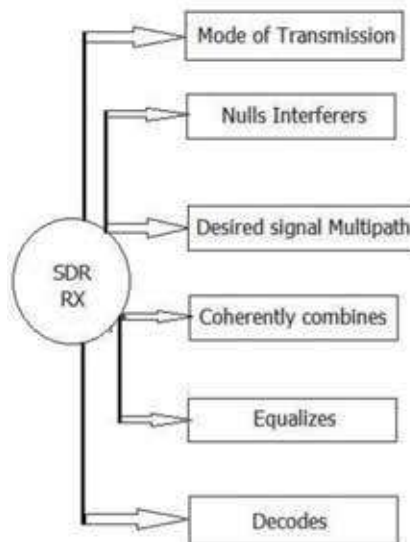 Mode of Transmission
Nulls Interferers
Desired signal Multipath
SDR
RX
Coherently combines
Equalizes
Decodes